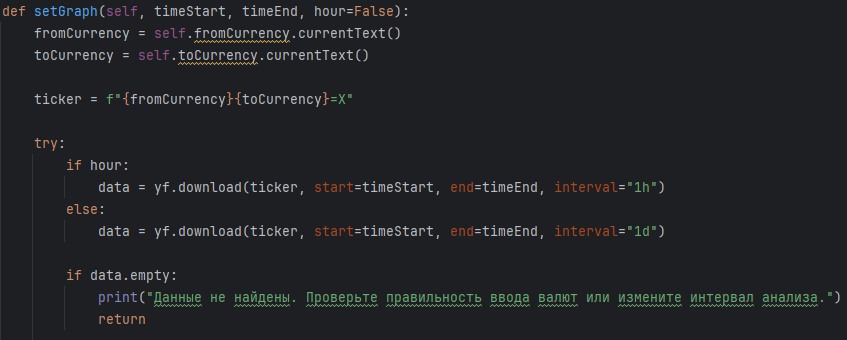 def setGraph(self, timeStart, timeEnd, hour=False):
    fromCurrency = self.fromCurrency.currentText()
    toCurrency = self.toCurrency.currentText()

    ticker = f"{fromCurrency}{toCurrency}=X"

    try:
        if hour:
            data = yf.download(ticker, start=timeStart, end=timeEnd, interval="1h")
        else:
            data = yf.download(ticker, start=timeStart, end=timeEnd, interval="1d")

        if data.empty:
            print("Данные не найдены. Проверьте правильность ввода валют или измените интервал анализа.")
            return